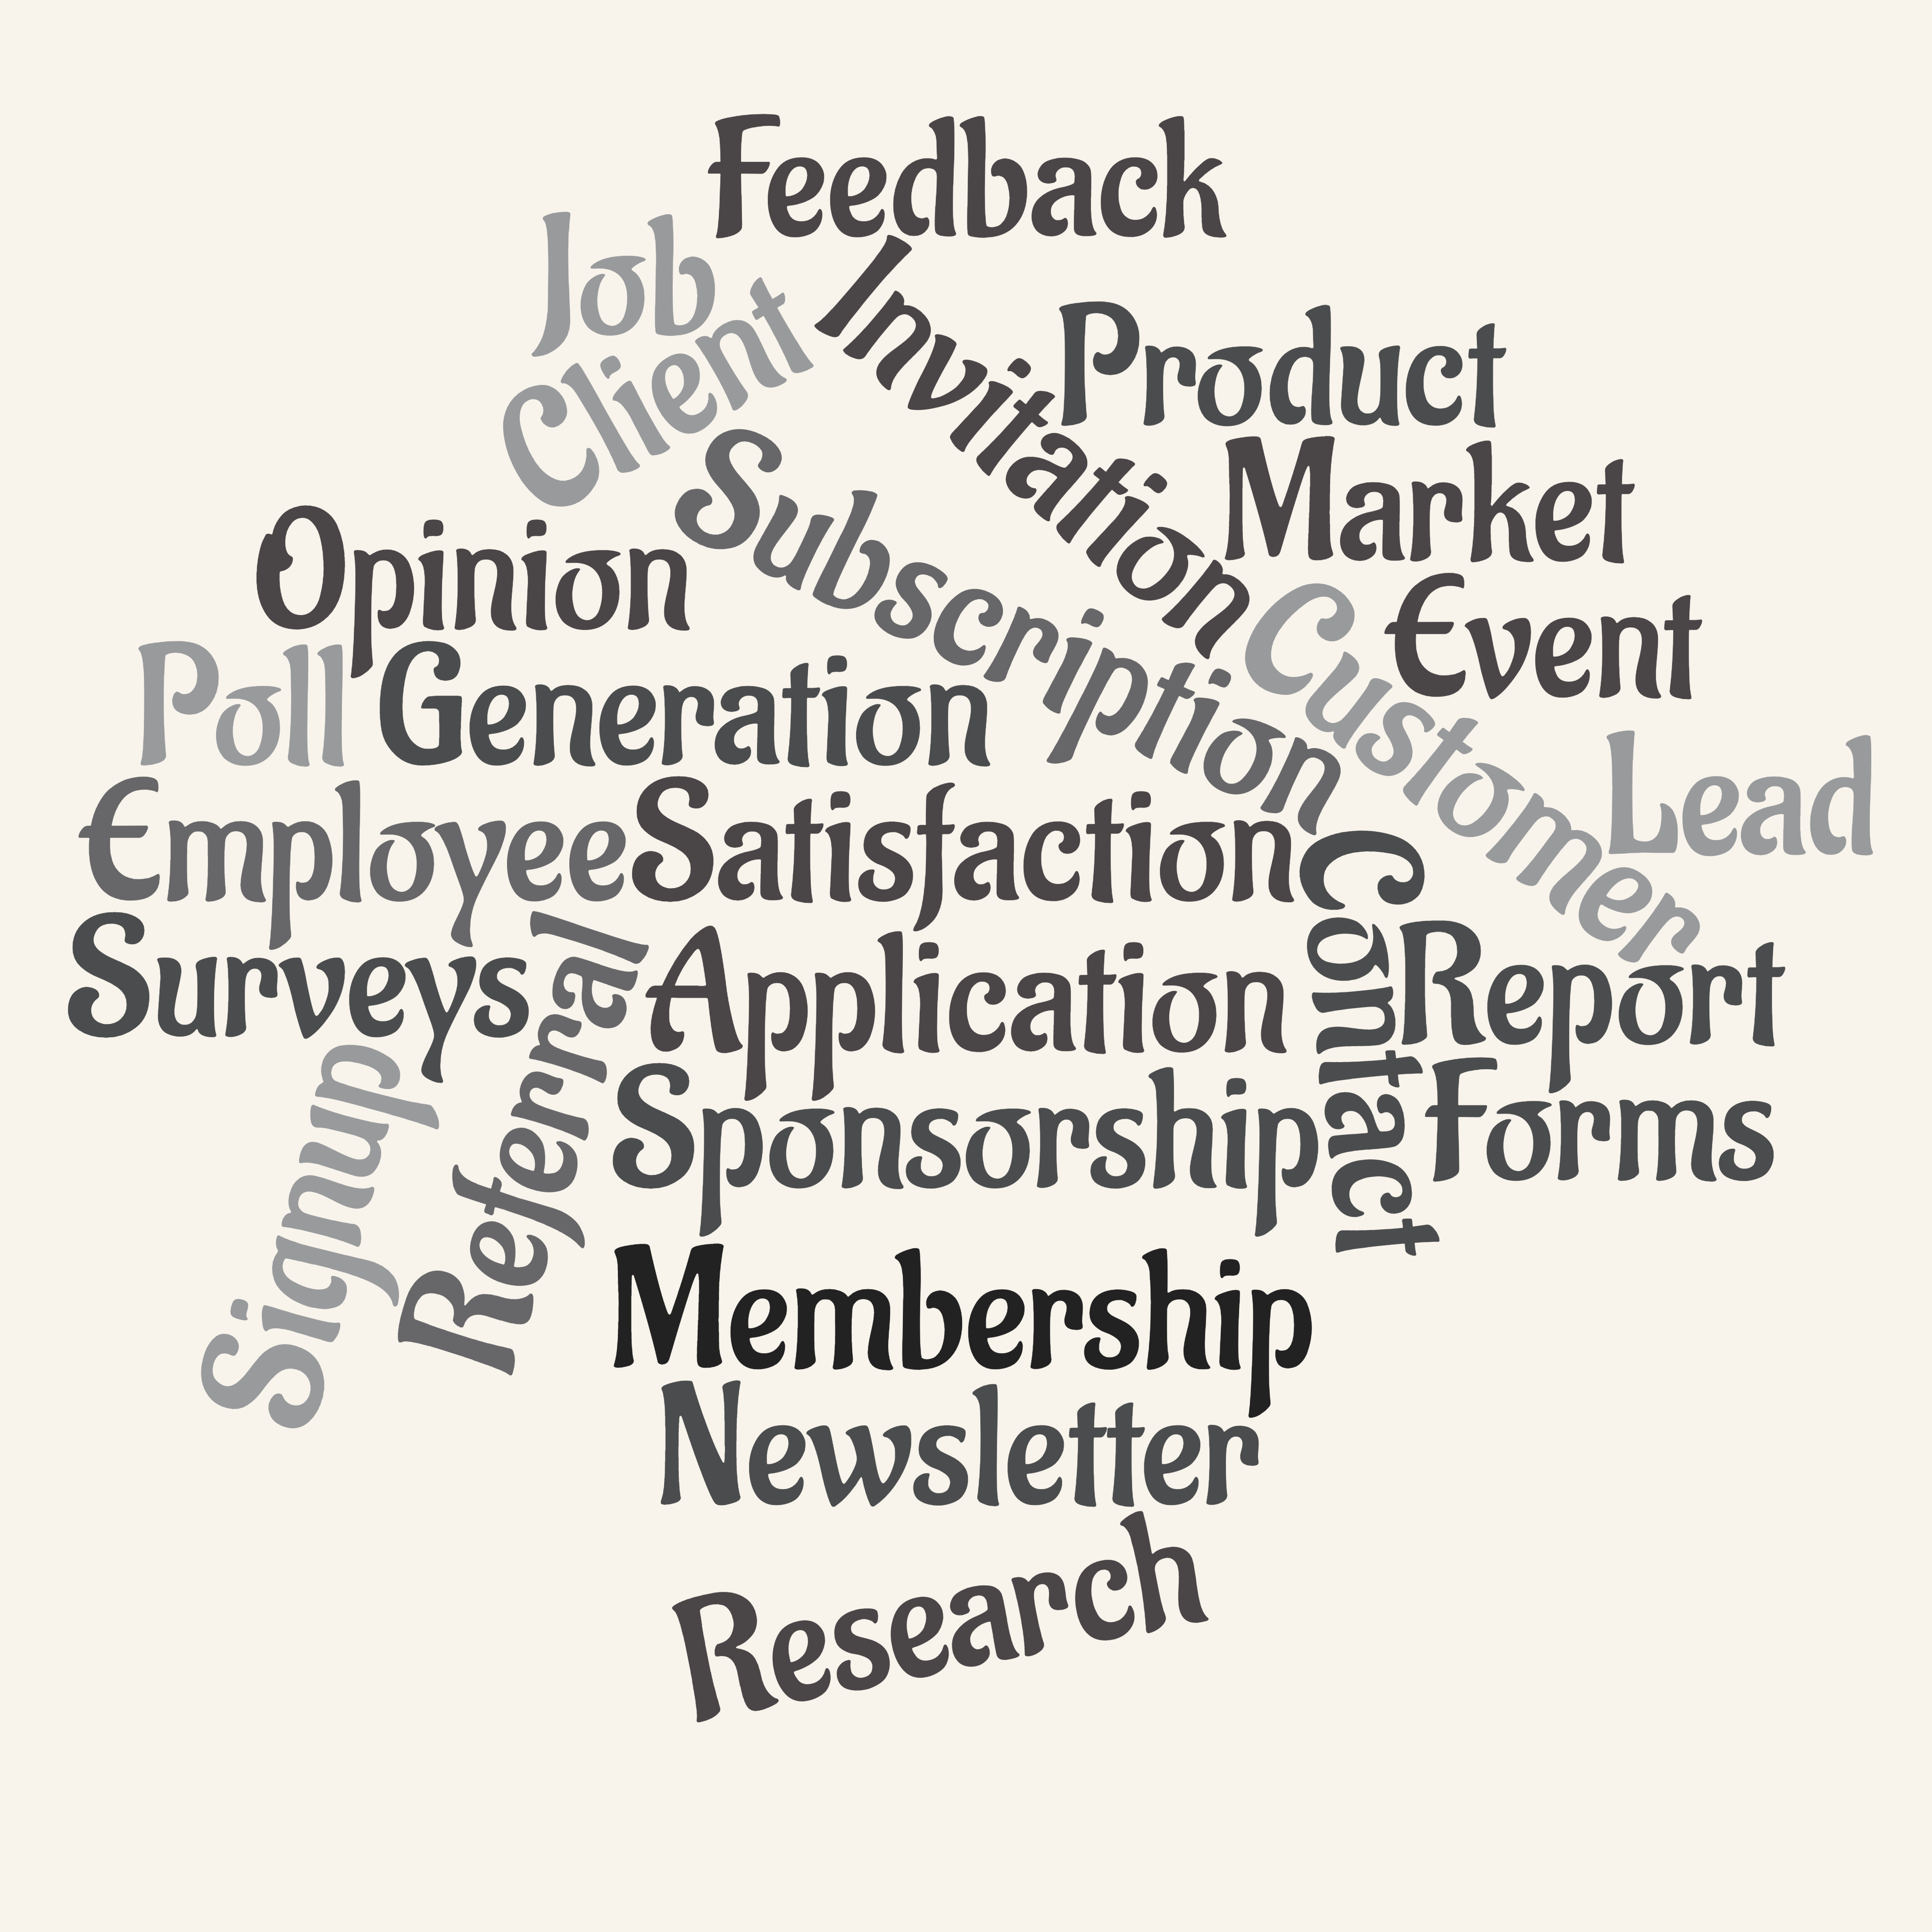 Feedback
Job
Client
Invitation
Product
Market
Subscription
Opinion
Customer
Event
Poll
Generation
Lead
Employee
Satisfaction
Contact
Surveys
Referral
Application
Report
Signup
Sponsorship
Forms
Membership
Newsletter
Research